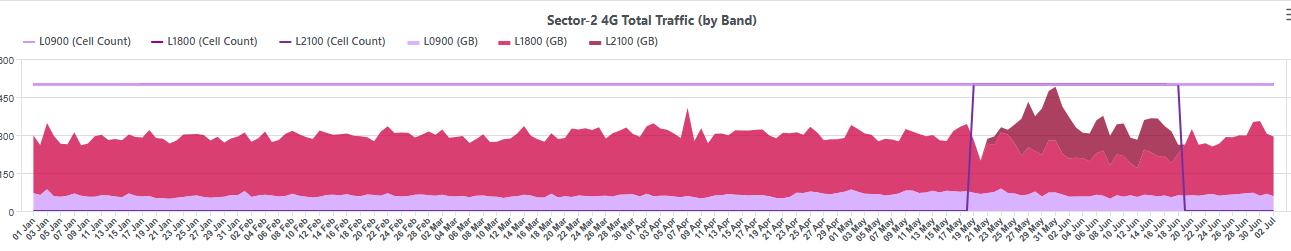 Sector-2 4G Total Traffic (by Band)
L0900 (Cell Count) L1800 (Cell Count) L2100 (Cell Count) L0900 (GB) L1800 (GB) L2100 (GB)
600
450
300
150
0
01 Jan 03 Jan 05 Jan 07 Jan 09 Jan 11 Jan 13 Jan 15 Jan 17 Jan 19 Jan 21 Jan 23 Jan 25 Jan 27 Jan 29 Jan 31 Jan 02 Feb 04 Feb 06 Feb 08 Feb 10 Feb 12 Feb 14 Feb 16 Feb 18 Feb 20 Feb 22 Feb 24 Feb 26 Feb 28 Feb 02 Mar 04 Mar 06 Mar 08 Mar 10 Mar 12 Mar 14 Mar 16 Mar 18 Mar 20 Mar 22 Mar 24 Mar 26 Mar 28 Mar 30 Mar 01 Apr 03 Apr 05 Apr 07 Apr 09 Apr 11 Apr 13 Apr 15 Apr 17 Apr 19 Apr 21 Apr 23 Apr 25 Apr 27 Apr 29 Apr 01 May 03 May 05 May 07 May 09 May 11 May 13 May 15 May 17 May 19 May 21 May 23 May 25 May 27 May 29 May 31 May 02 Jun 04 Jun 06 Jun 08 Jun 10 Jun 12 Jun 14 Jun 16 Jun 18 Jun 20 Jun 22 Jun 24 Jun 26 Jun 28 Jun 30 Jun 02 Jul